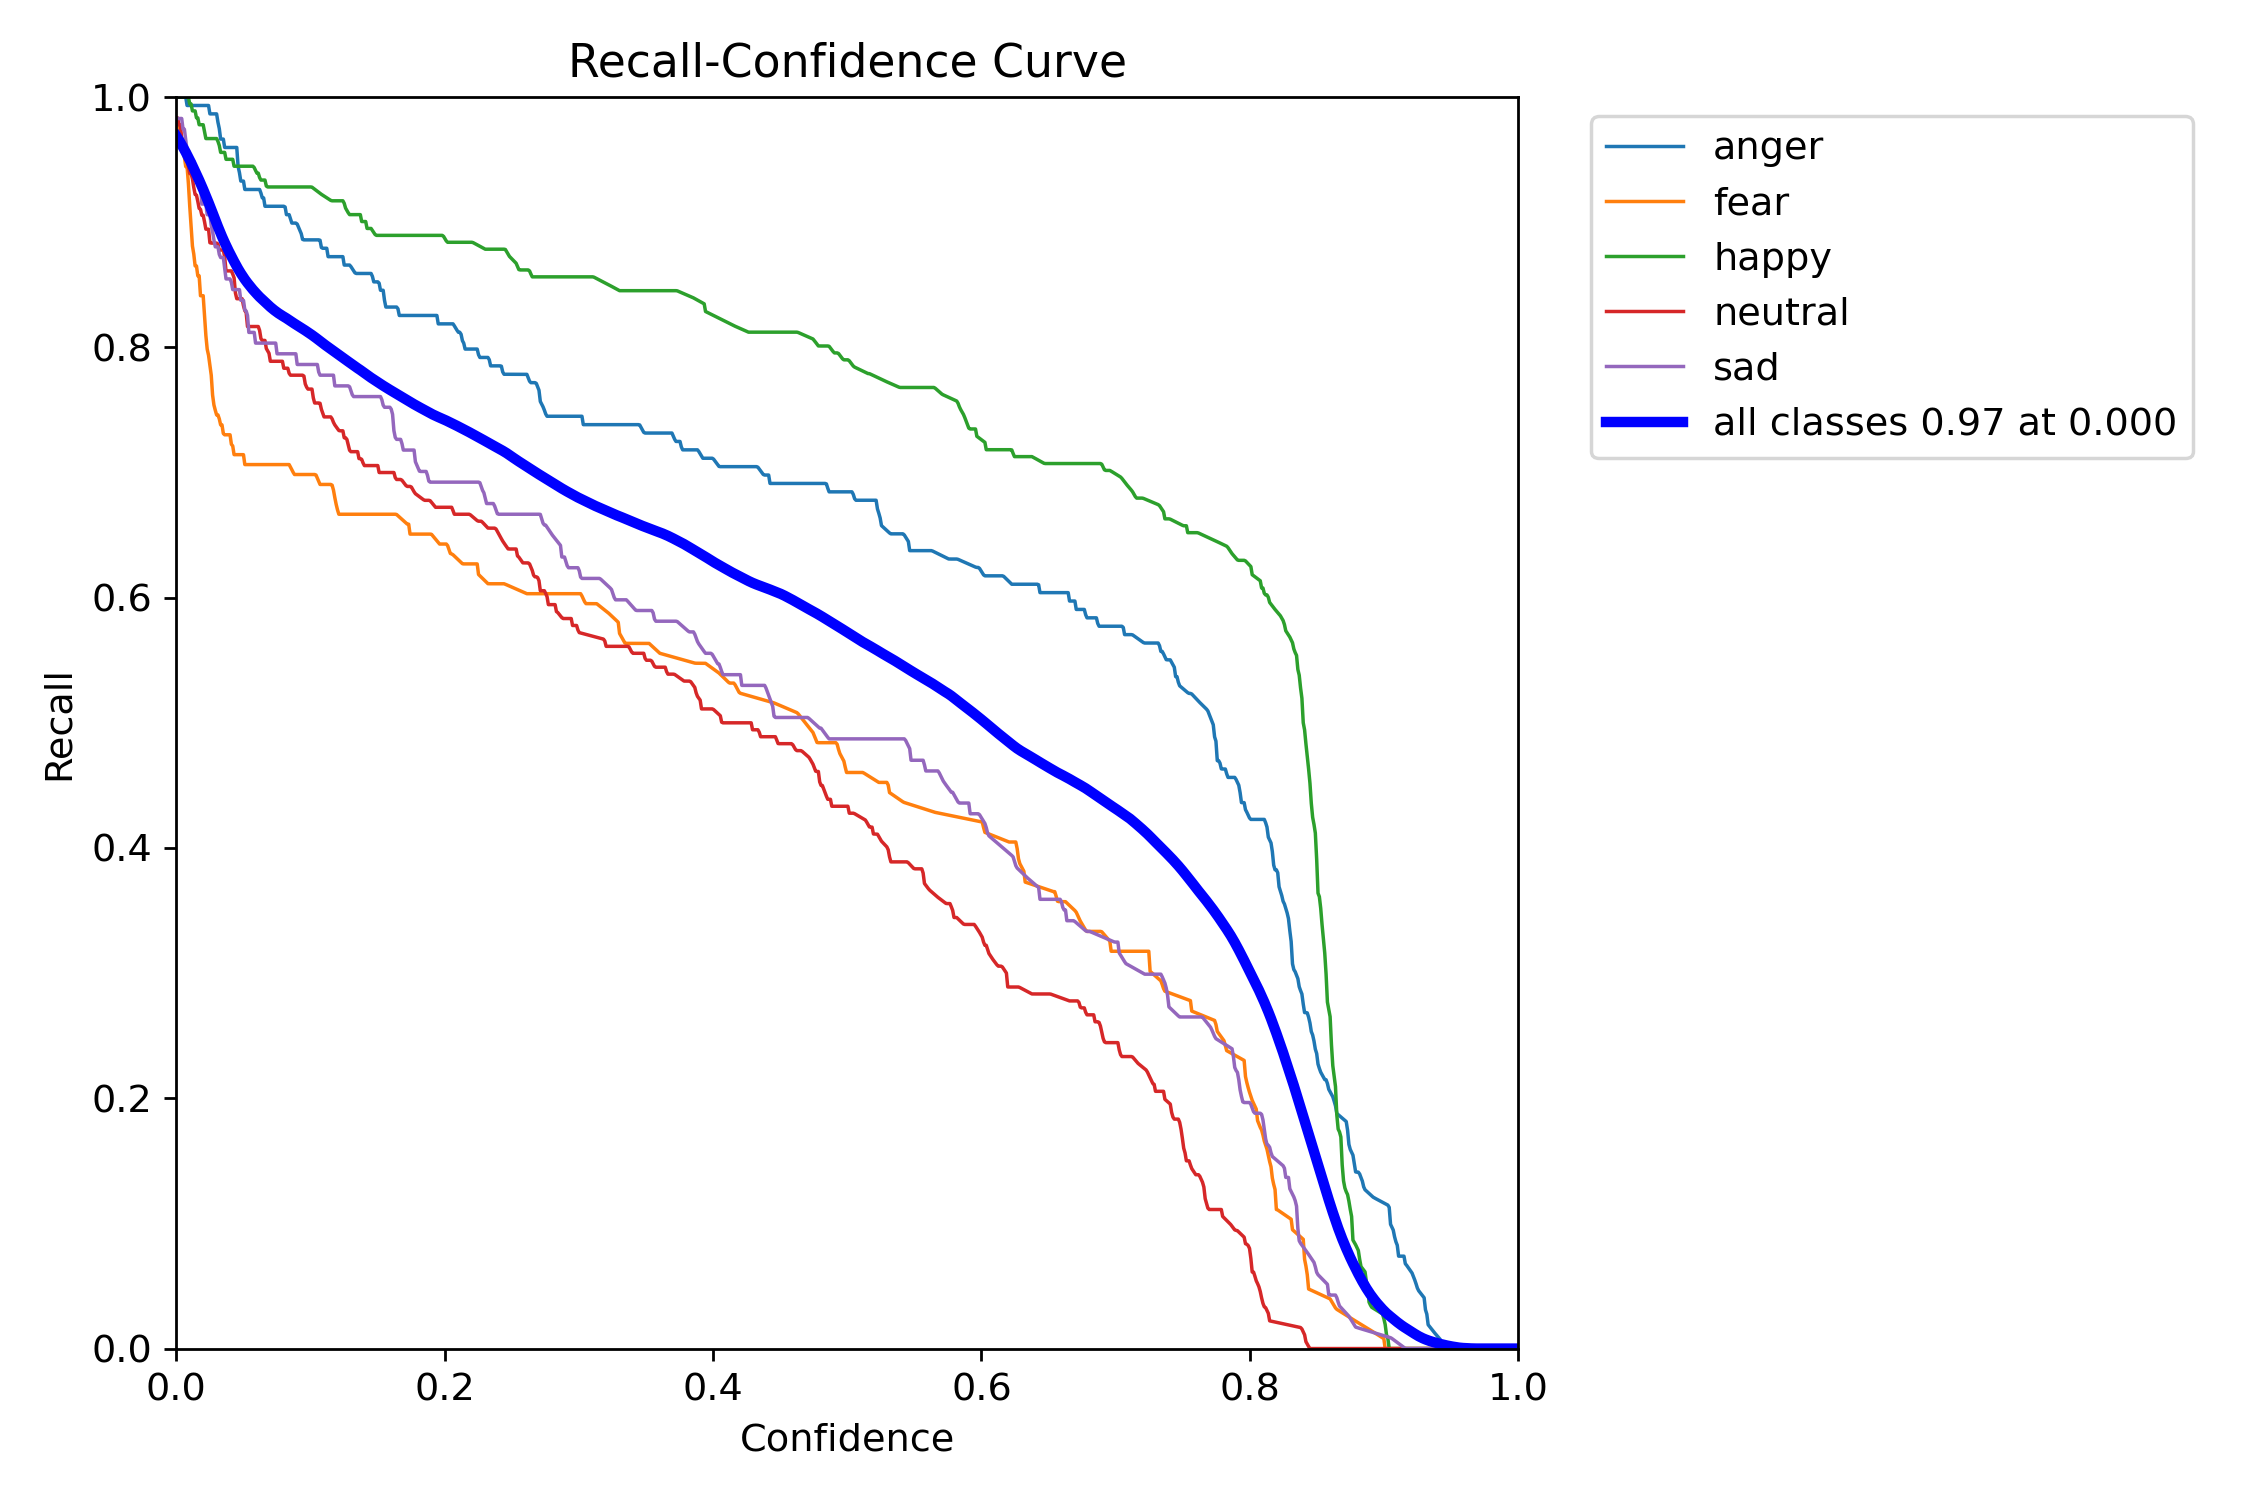 Recall-Confidence Curve
1.0
0.8
0.6
0.4
0.2
0.0
Recall
0.0 0.2 0.4 0.6 0.8 1.0
Confidence
anger
fear
happy
neutral
sad
all classes 0.97 at 0.000